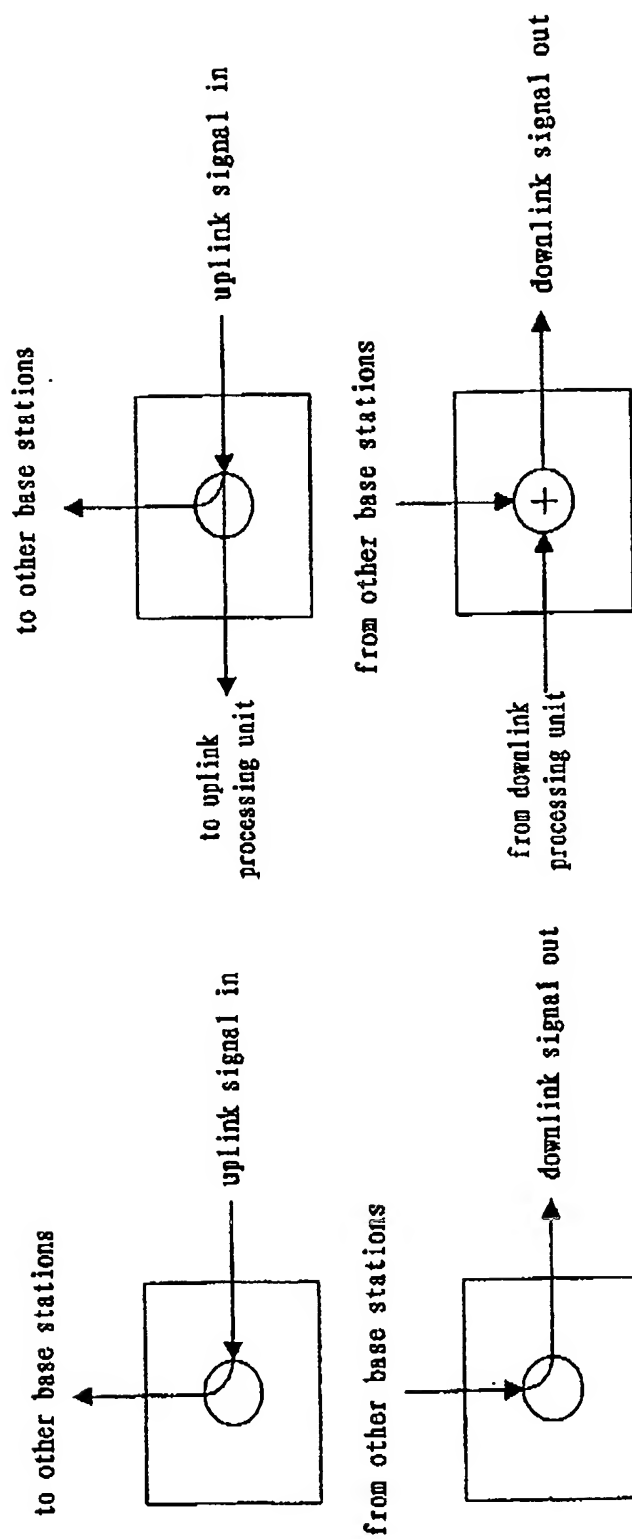 to other base stations
uplink signal in
from other base stations
downlink signal out
to other base stations
uplink signal in
to uplink
processing unit
from other base stations
downlink signal out
from downlink
processing unit